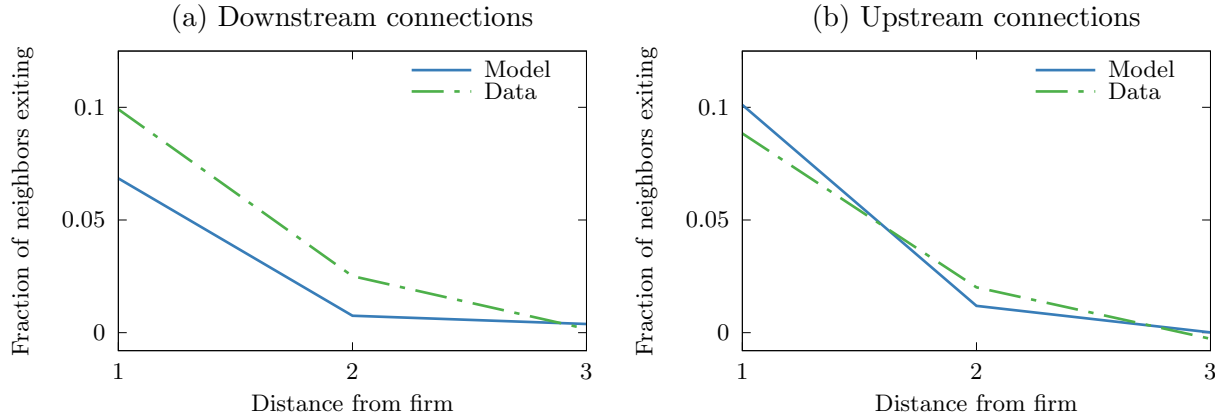 (a) Downstream connections
Fraction of neighbors exiting
0.1
0.05
0
1
2
3
Distance from firm
Model
Data
(b) Upstream connections
Fraction of neighbors exiting
0.1
0.05
0
1
2
3
Distance from firm
Model
Data